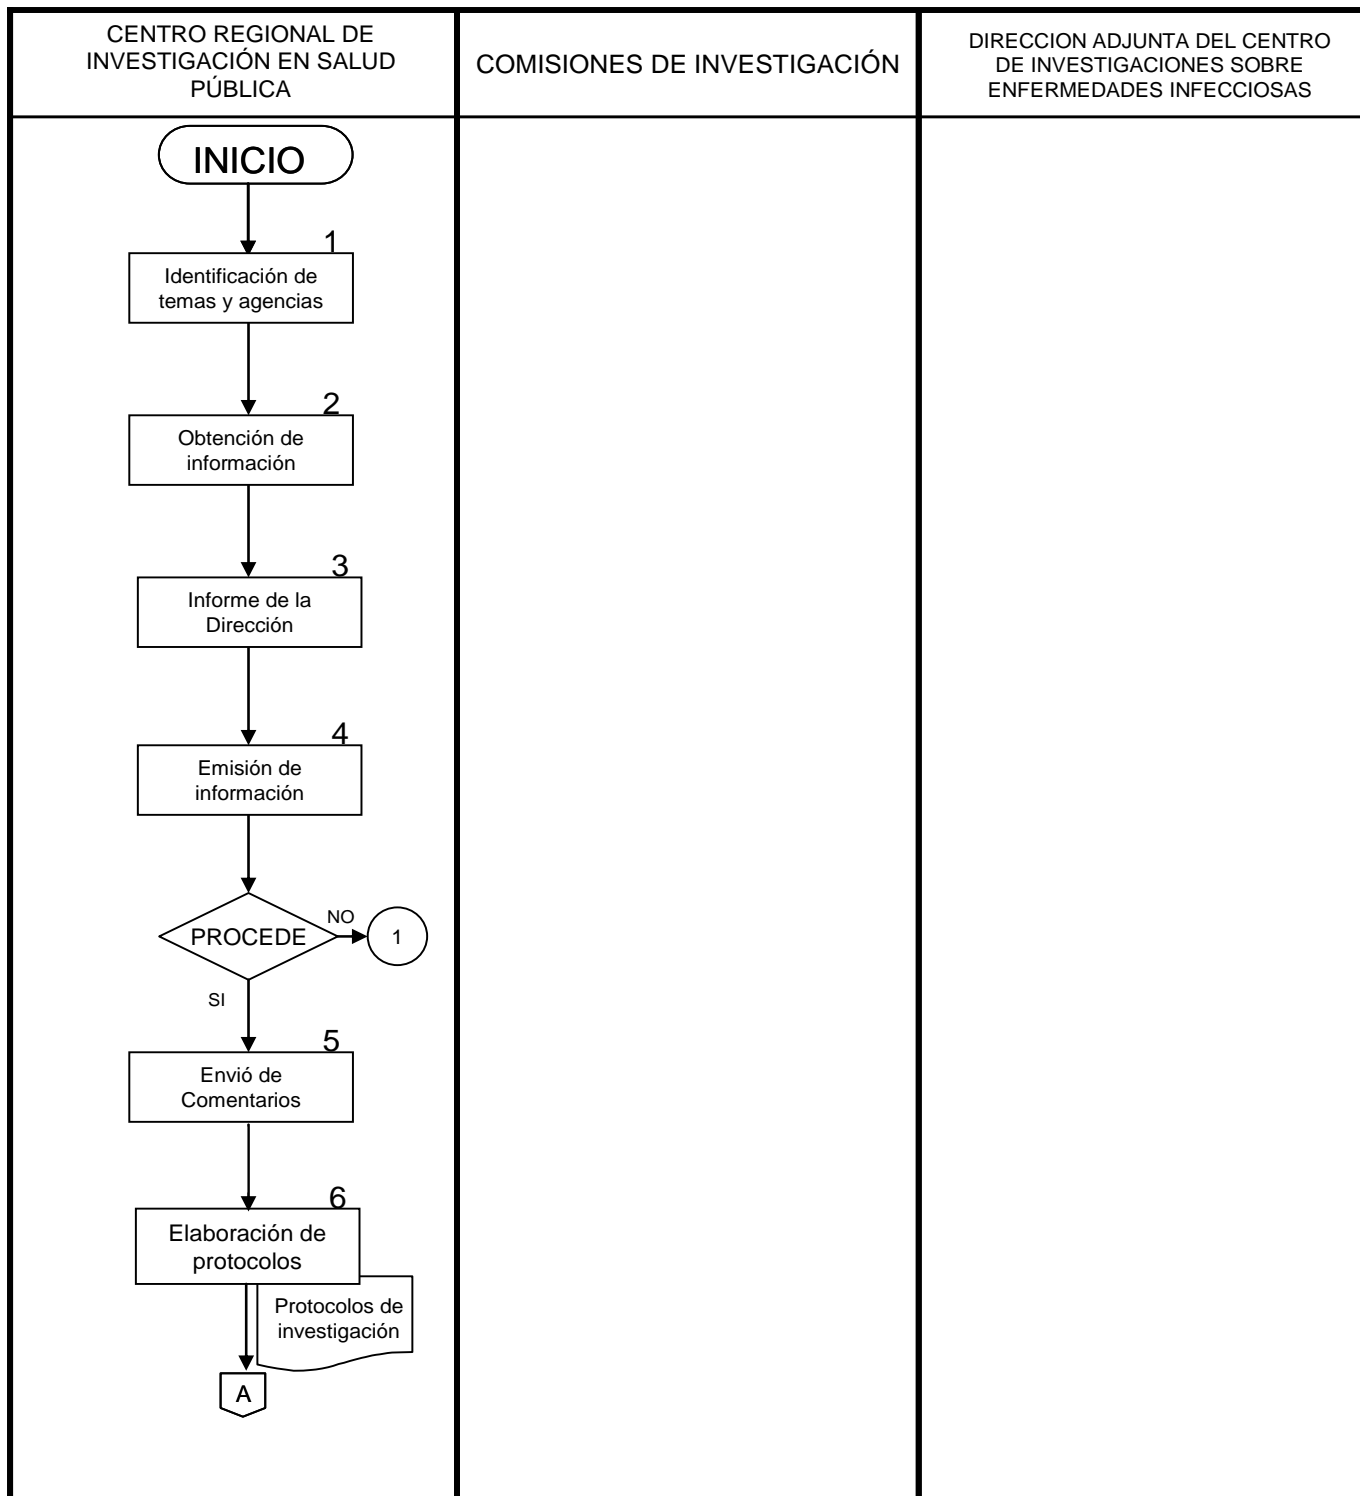 CENTRO REGIONAL DE
INVESTIGACIÓN EN SALUD
PÚBLICA
COMISIONES DE INVESTIGACIÓN
DIRECCION ADJUNTA DEL CENTRO
DE INVESTIGACIONES SOBRE
ENFERMEDADES INFECCIOSAS
INICIO
1
Identificación de
temas y agencias
2
Obtención de
información
3
Informe de la
Dirección
4
Emisión de
información
PROCEDE
NO
1
SI
5
Envió de
Comentarios
6
Elaboración de
protocolos
Protocolos de
investigación
A